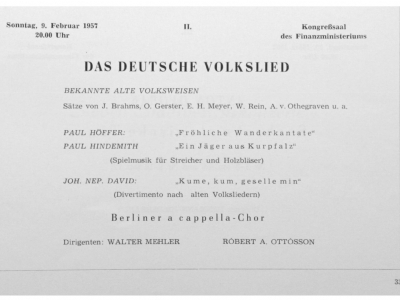 Sonntag, 9. Februar 1957 II. Kongreßsaal
20.00 Uhr des Finanzministeriums
DAS DEUTSCHE VOLKSLIED
BEKANNTE ALTE VOLKSWEISEN
Sätze von J. Brahms, O. Gerster, E. H. Meyer, W. Rein, A. v. Othegraven u. a.
PAUL HÖFFER: „Fröhliche Wanderkantate“
PAUL HINDEMITH „Ein Jäger aus Kurpfalz“
(Spielmusik für Streicher und Holzbläser)
JOH. NEP. DAVID: „Kume, kum, geselle min“
(Divertimento nach alten Volksliedern)
Berliner a cappella-Chor
Dirigenten: WALTER MEHLER ROBERT A. OTTOSSON